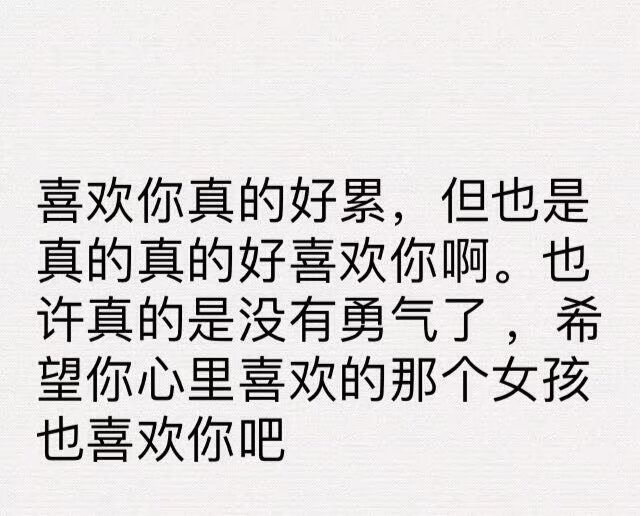 喜欢你真的好累，但也是
真的真的好喜欢你啊。也
许真的是没有勇气了，希
望你心里喜欢的那个女孩
也喜欢你吧